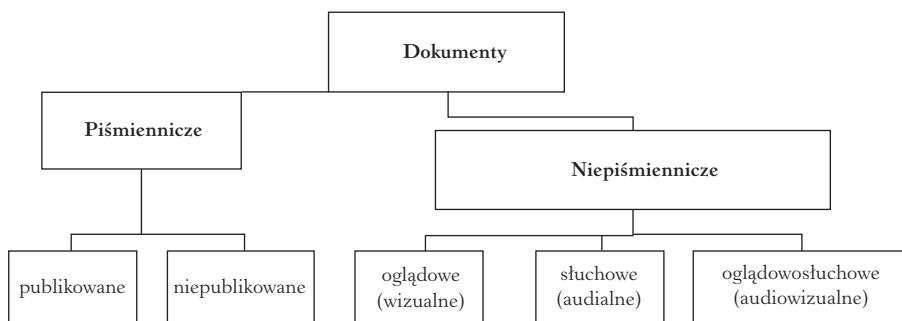 Dokumenty
Piśmiennicze
Niepiśmiennicze
publikowane
niepublikowane
oglądowe
(wizualne)
słuchowe
(audialne)
oglądowosłuchowe
(audiowizualne)